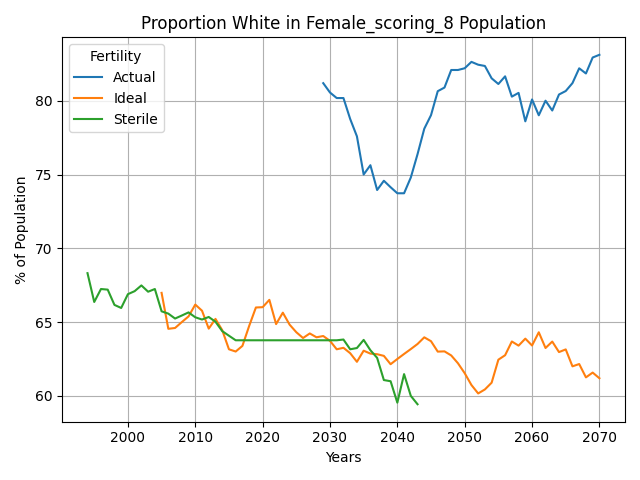 Proportion White in Female_scoring_8 Population
Fertility
Actual
Ideal
Sterile
% of Population
80
75
70
65
60
2000
2010
2020
2030
2040
2050
2060
2070
Years